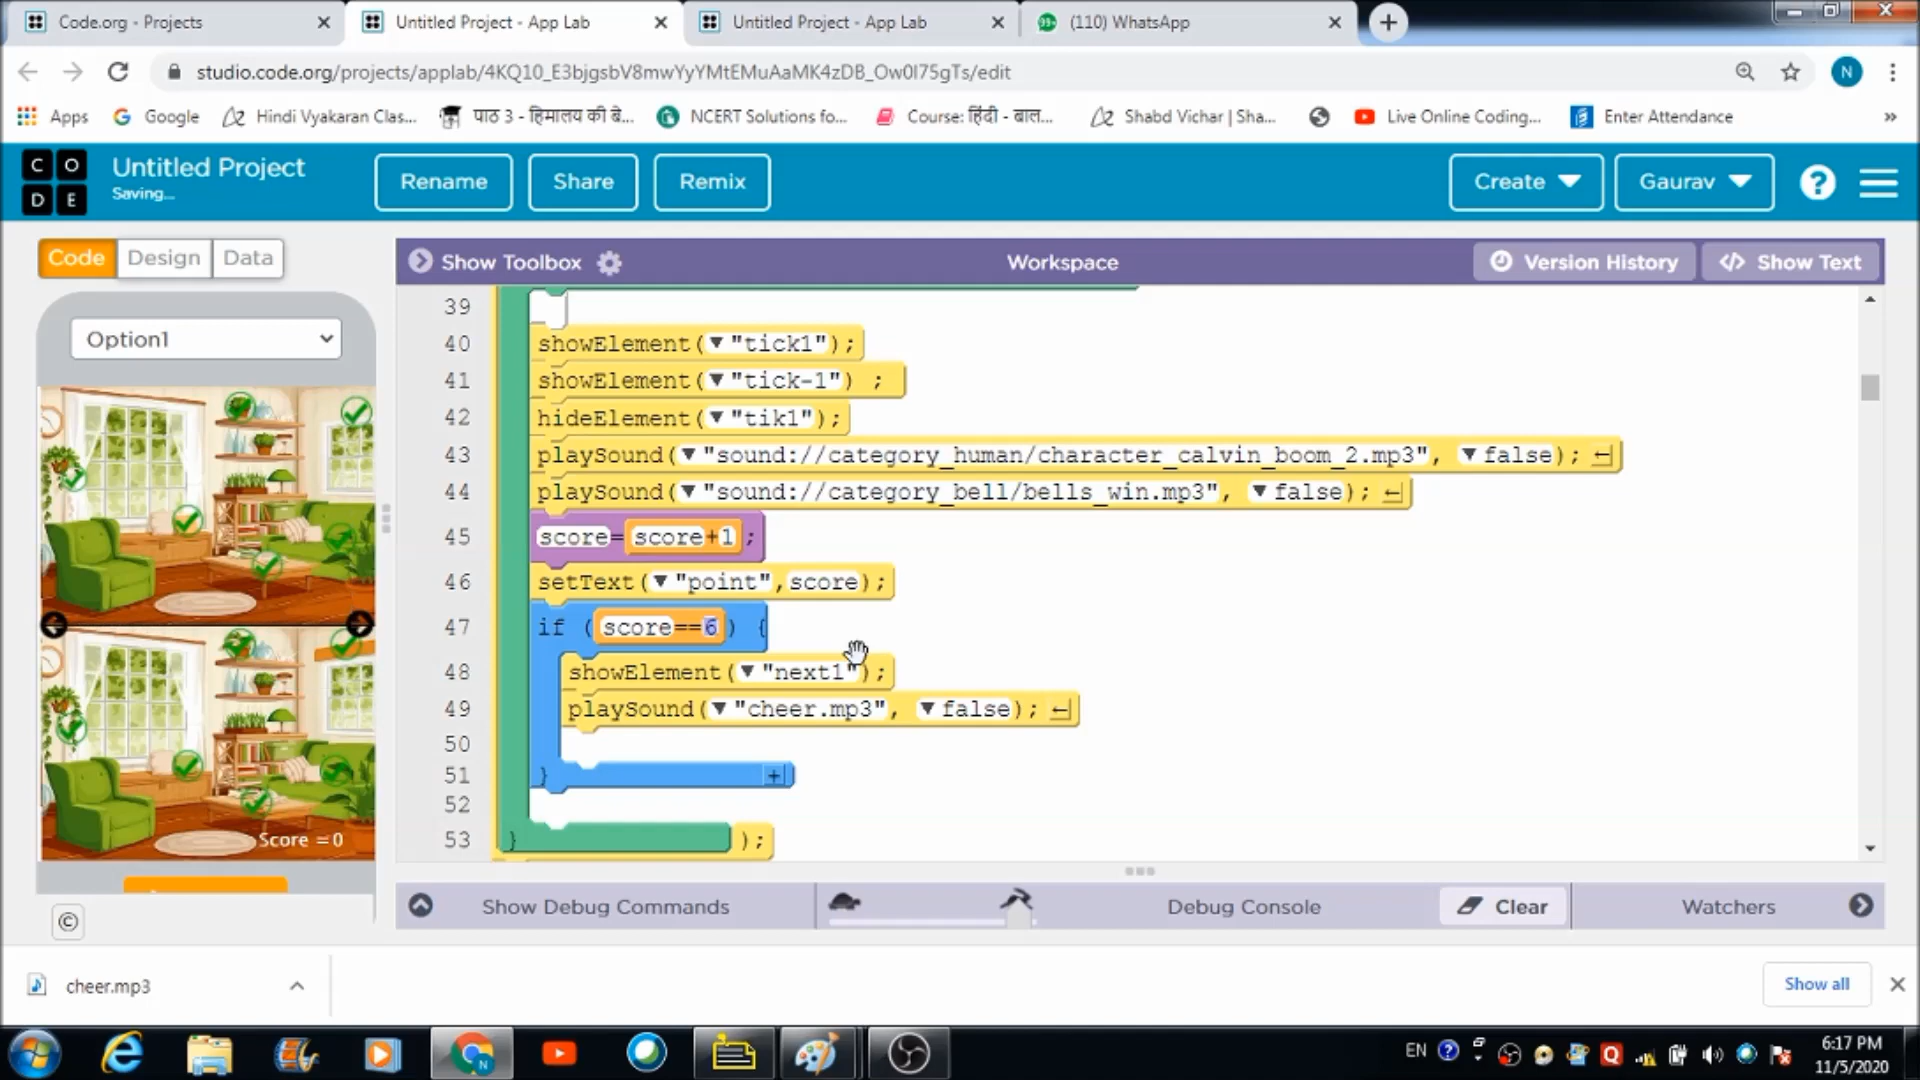 Code.org - Projects
Untitled Project - App Lab
Untitled Project - App Lab
(110) WhatsApp
studio.code.org/projects/applab/4KQ10_E3bjgsbV8mwYyYMtEMuAaMK4zDB_Ow0I75gTs/edit
N
Apps
Google
Hindi Vyakaran Clas...
पाठ 3 - हिमालय की बे...
NCERT Solutions fo...
Course: हिंदी - बाल...
Shabd Vichar | Sha...
Live Online Coding...
Enter Attendance
»
C O
D E
Untitled Project
Saving...
Rename
Share
Remix
Create
Gaurav
?
Code
Design
Data
Show Toolbox
Workspace
Version History
</> Show Text
Option1
39
40 showElement("tick1");
41 showElement("tick-1") ;
42 hideElement("tik1");
43 playSound("sound://category_human/character_calvin_boom_2.mp3", false);
44 playSound("sound://category_bell/bells_win.mp3", false);
45 score=score+1;
46 setText("point",score);
47 if (score==6) {
48 showElement("next1");
49 playSound("cheer.mp3", false);
50
51 } +
52
53 } );
Score = 0
©
Show Debug Commands
Debug Console
Clear
Watchers
cheer.mp3
Show all
EN
6:17 PM
11/5/2020